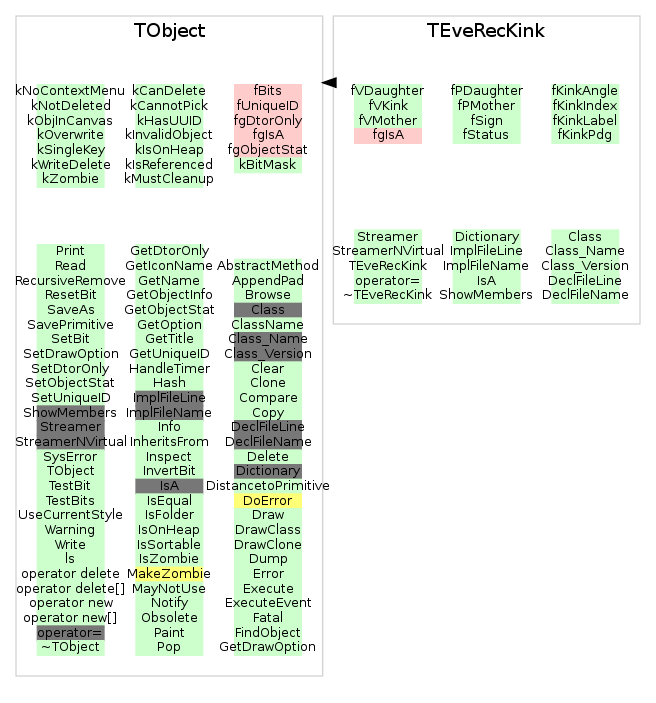 TObject
kNoContextMenu
kNotDeleted
kObjInCanvas
kOverwrite
kSingleKey
kWriteDelete
kZombie
kCanDelete
kCannotPick
kHasUUID
kInvalidObject
kIsOnHeap
kIsReferenced
kMustCleanup
fBits
fUniqueID
fgDtorOnly
fgIsA
fgObjectStat
kBitMask
Print
Read
RecursiveRemove
ResetBit
SaveAs
SavePrimitive
SetBit
SetDrawOption
SetDtorOnly
SetObjectStat
SetUniqueID
ShowMembers
Streamer
StreamerNVirtual
SysError
TObject
TestBit
TestBits
UseCurrentStyle
Warning
Write
ls
operator delete
operator delete[]
operator new
operator new[]
operator=
~TObject
GetDtorOnly
GetIconName
GetName
GetObjectInfo
GetObjectStat
GetOption
GetTitle
GetUniqueID
HandleTimer
Hash
ImplFileLine
ImplFileName
Info
InheritsFrom
Inspect
InvertBit
IsA
IsEqual
IsFolder
IsOnHeap
IsSortable
IsZombie
MakeZombie
MayNotUse
Notify
Obsolete
Paint
Pop
AbstractMethod
AppendPad
Browse
Class
ClassName
Class_Name
Class_Version
Clear
Clone
Compare
Copy
DeclFileLine
DeclFileName
Delete
Dictionary
DistancetoPrimitive
DoError
Draw
DrawClass
DrawClone
Dump
Error
Execute
ExecuteEvent
Fatal
FindObject
GetDrawOption
TEveRecKink
fVDaughter
fVKink
fVMother
fgIsA
fPDaughter
fPMother
fSign
fStatus
fKinkAngle
fKinkIndex
fKinkLabel
fKinkPdg
Streamer
StreamerNVirtual
TEveRecKink
operator=
~TEveRecKink
Dictionary
ImplFileLine
ImplFileName
IsA
ShowMembers
Class
Class_Name
Class_Version
DeclFileLine
DeclFileName